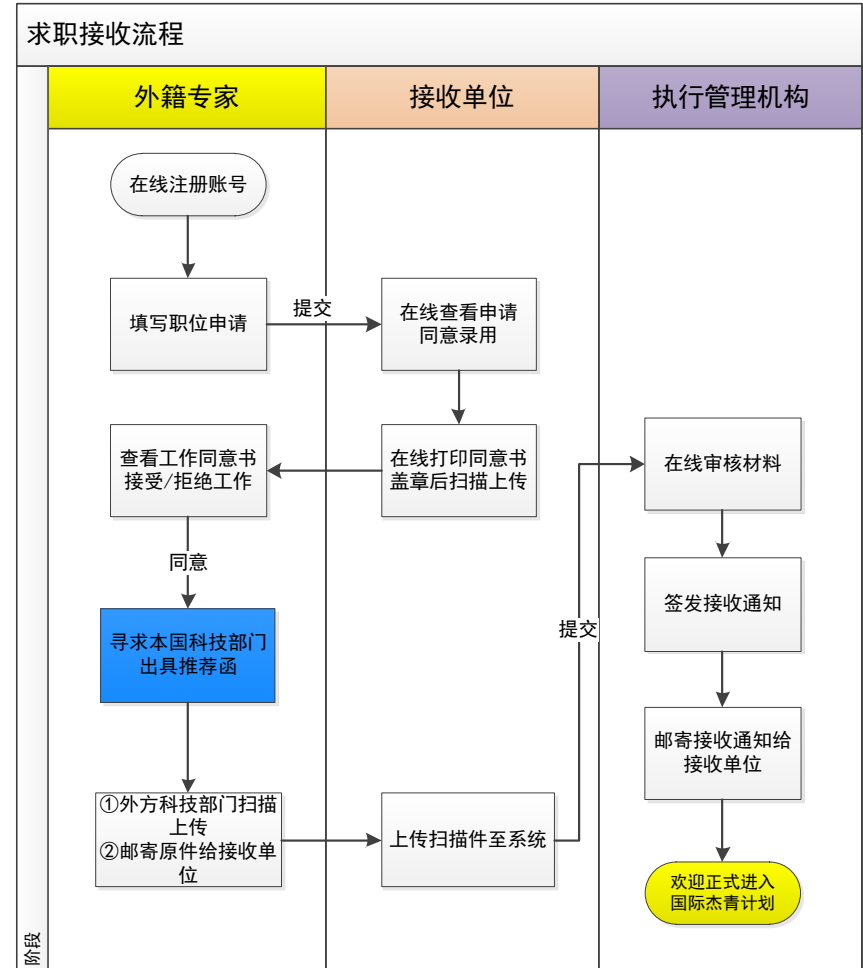 求职接收流程
外籍专家
接收单位
执行管理机构
在线注册账号
填写职位申请
提交
在线查看申请
同意录用
查看工作同意书
接受/拒绝工作
在线打印同意书
盖章后扫描上传
在线审核材料
同意
签发接收通知
寻求本国科技部门
出具推荐函
提交
邮寄接收通知给
接收单位
①外方科技部门扫描
上传
②邮寄原件给接收单
位
上传扫描件至系统
欢迎正式进入
国际杰青计划
阶段